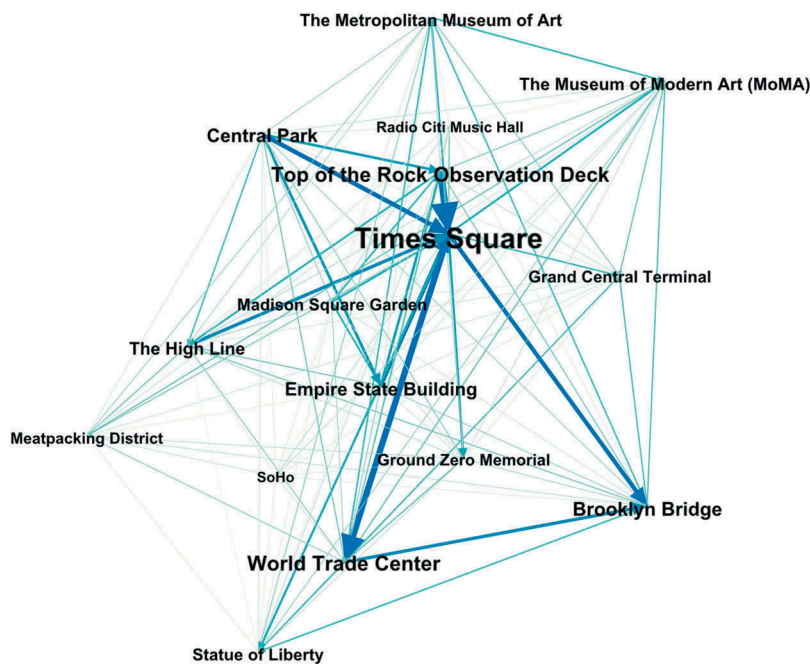 The Metropolitan Museum of Art
The Museum of Modern Art (MoMA)
Radio Citi Music Hall
Central Park
Top of the Rock Observation Deck
Times Square
Grand Central Terminal
Madison Square Garden
The High Line
Empire State Building
Meatpacking District
Ground Zero Memorial
SoHo
Brooklyn Bridge
World Trade Center
Statue of Liberty